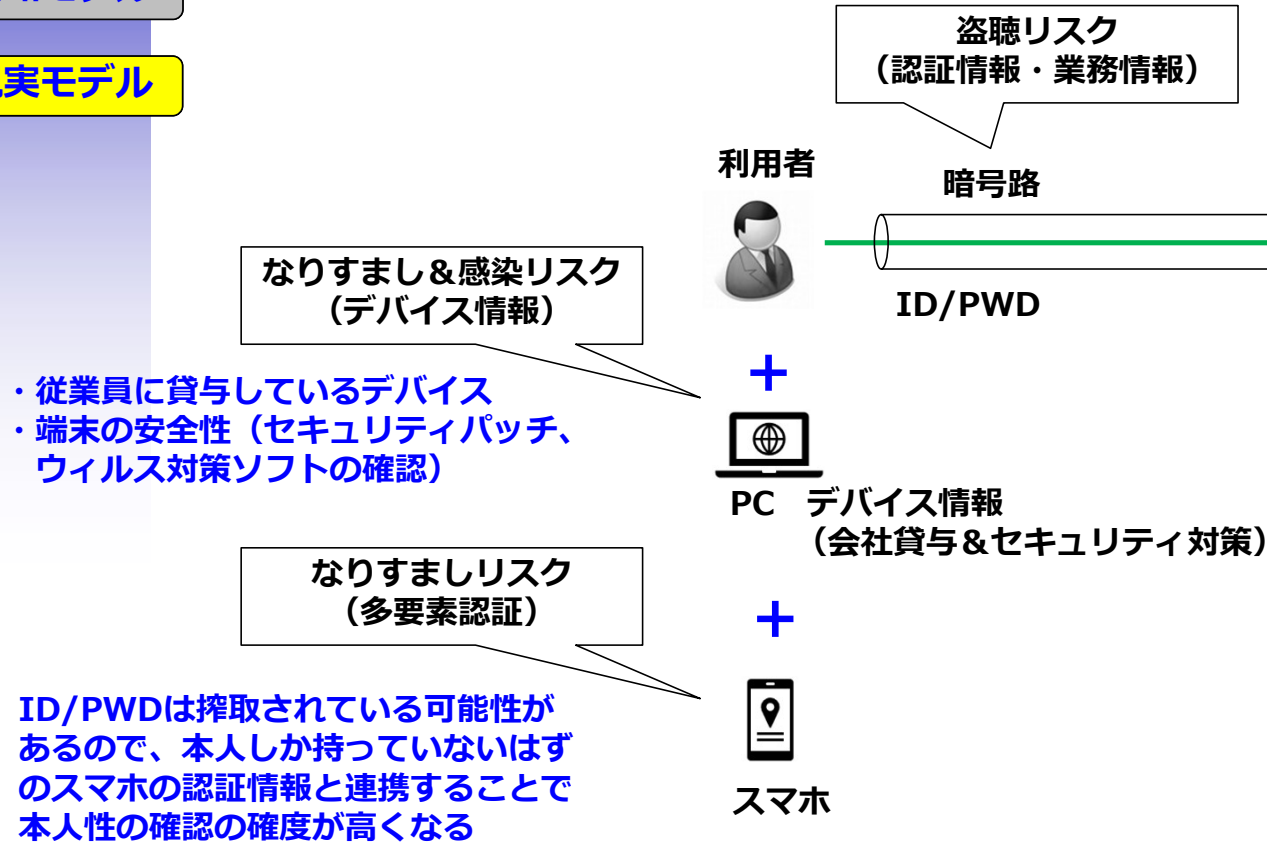 実モデル
盗聴リスク
（認証情報・業務情報）
利用者
暗号路
ID/PWD
なりすまし＆感染リスク
（デバイス情報）
・従業員に貸与しているデバイス
・端末の安全性（セキュリティパッチ、
ウィルス対策ソフトの確認）
PC デバイス情報
（会社貸与＆セキュリティ対策）
なりすましリスク
（多要素認証）
ID/PWDは搾取されている可能性が
あるので、本人しか持っていないはず
のスマホの認証情報と連携することで
本人性の確認の確度が高くなる
スマホ